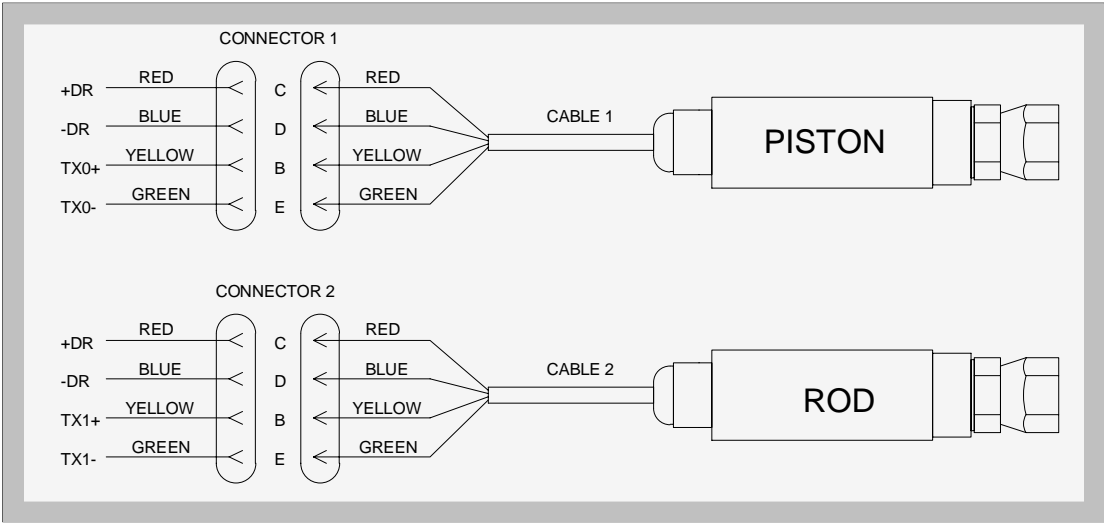 CONNECTOR 1
+DR RED C RED
-DR BLUE D BLUE CABLE 1
TX0+ YELLOW B YELLOW PISTON
TX0- GREEN E GREEN
CONNECTOR 2
+DR RED C RED
-DR BLUE D BLUE CABLE 2
TX1+ YELLOW B YELLOW ROD
TX1- GREEN E GREEN